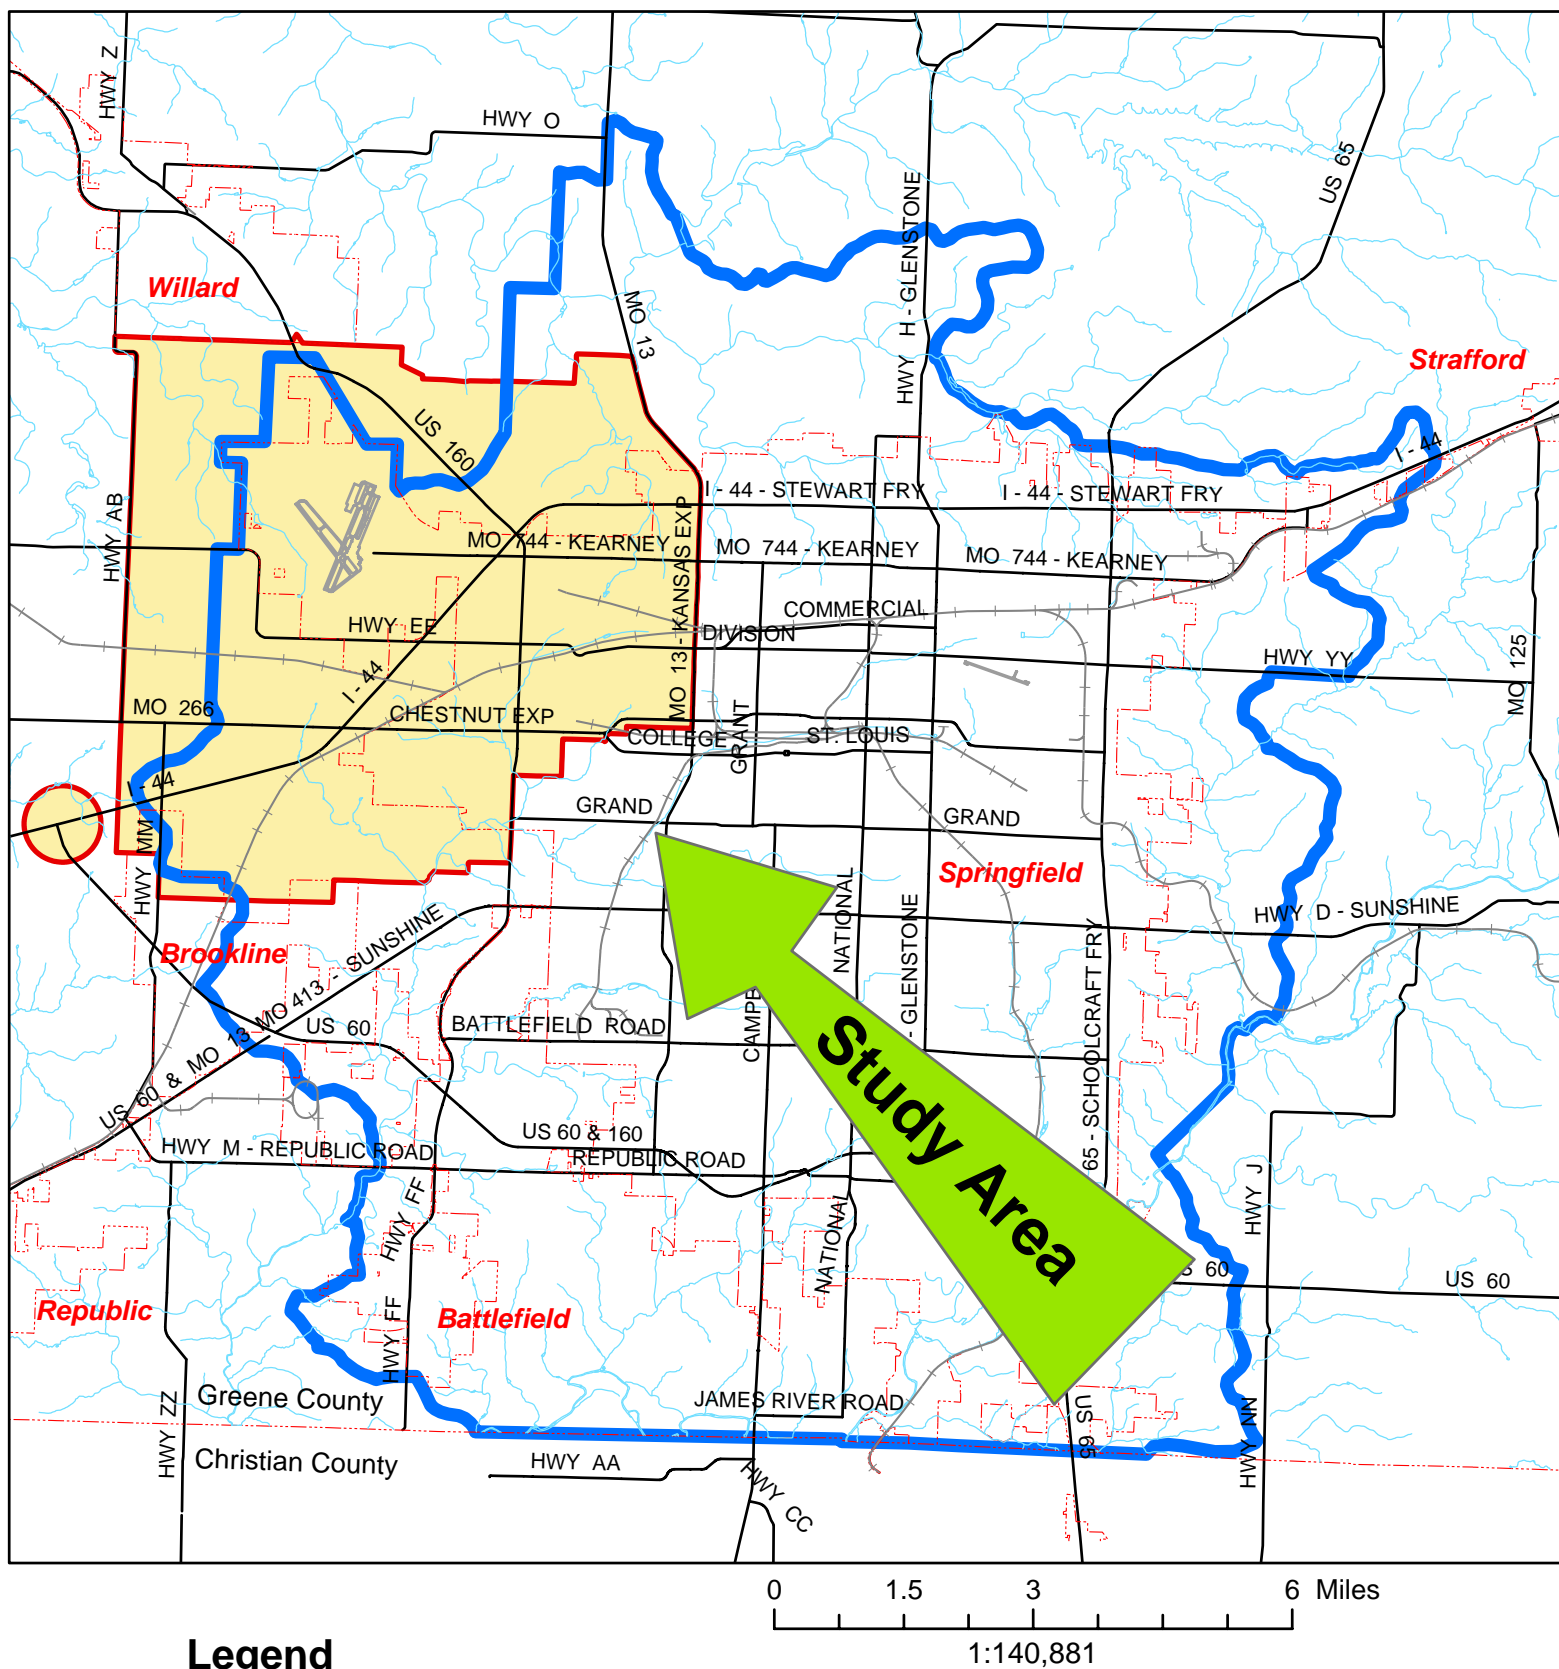 HWY Z
HWY O
US 65
HWY H - GLENSTONE
Willard
MO 13
Strafford
US 160
I - 44
I - 44 - STEWART FRY
I - 44 - STEWART FRY
HWY AB
MO 744 - KEARNEY
MO 744 - KEARNEY
MO 744 - KEARNEY
MO 13 - KANSAS EXP
COMMERCIAL
HWY EE
DIVISION
HWY YY
MO 125
I - 44
MO 266
CHESTNUT EXP
COLLEGE
GRANT
ST. LOUIS
I - 44
GRAND
GRAND
HWY MM
Springfield
NATIONAL
- GLENSTONE
HWY D - SUNSHINE
Brookline
MO 413 - SUNSHINE
US 60
BATTLEFIELD ROAD
CAMPB
65 - SCHOOLCRAFT FRY
US 60 & MO 13
Study Area
US 60 & 160
HWY M - REPUBLIC ROAD
REPUBLIC ROAD
HWY FF
NATIONAL
HWY J
S 60
US 60
Republic
HWY FF
Battlefield
Greene County
JAMES RIVER ROAD
US 65
HWY NN
HWY ZZ
Christian County
HWY AA
HWY CC
0 1.5 3 6 Miles
1:140,881
Legend